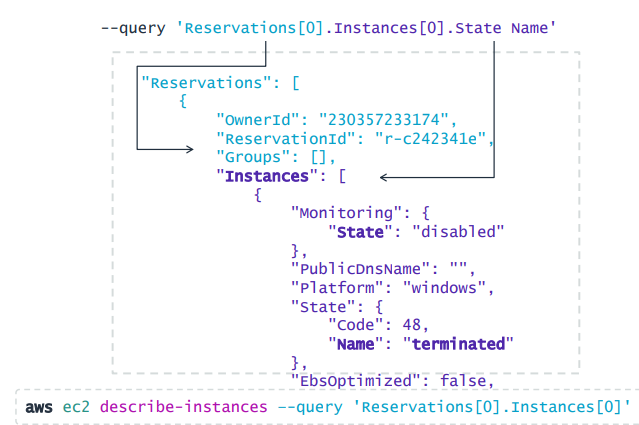 --query 'Reservations[0].Instances[0].State Name'
"Reservations": [
{
"OwnerId": "230357233174",
"ReservationId": "r-c242341e",
"Groups": [],
"Instances": [
{
"Monitoring": {
"State": "disabled"
},
"PublicDnsName": "",
"Platform": "windows",
"State": {
"Code": 48,
"Name": "terminated"
},
"EbsOptimized": false,
aws ec2 describe-instances --query 'Reservations[0].Instances[0]'